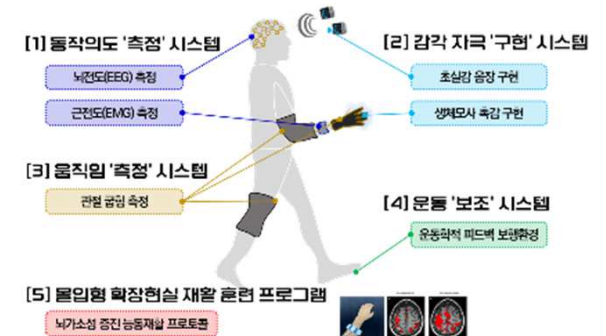 [1] 동작의도 '측정' 시스템
뇌전도(EEG) 측정
근전도(EMG) 측정
[2] 감각 자극 '구현' 시스템
초실감 음장 구현
생체모사 촉감 구현
[3] 움직임 '측정' 시스템
관절 굽힘 측정
[4] 운동 '보조' 시스템
운동학적 피드백 보행환경
[5] 몰입형 확장현실 재활 훈련 프로그램
뇌가소성 증진 능동재활 프로토콜